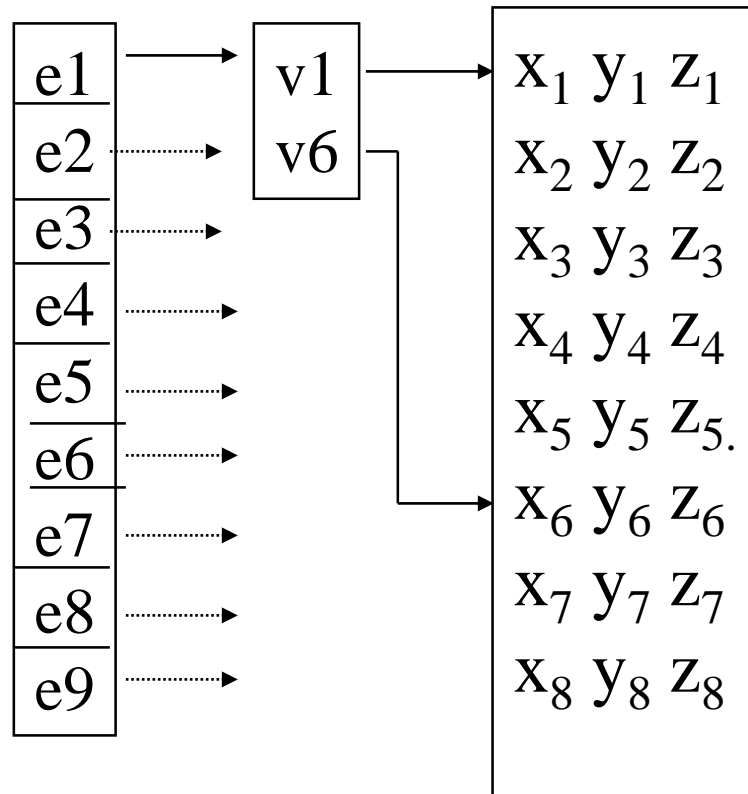 e1
e2
e3
e4
e5
e6
e7
e8
e9
v1
v6
x₁ y₁ z₁
x₂ y₂ z₂
x₃ y₃ z₃
x₄ y₄ z₄
x₅ y₅ z₅.
x₆ y₆ z₆
x₇ y₇ z₇
x₈ y₈ z₈